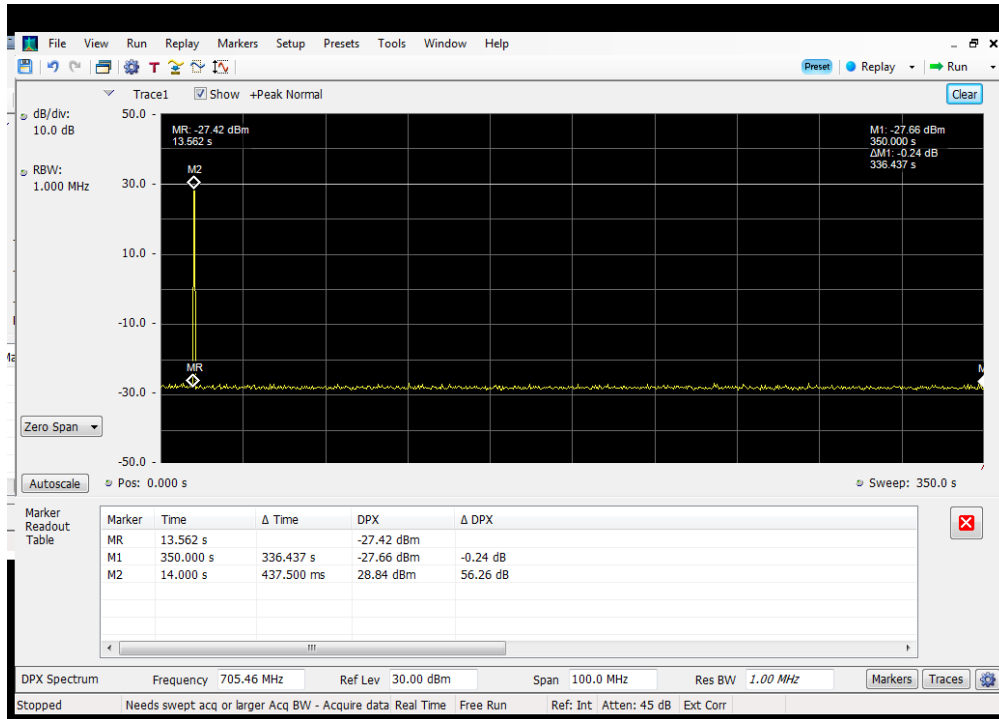 File View Run Replay Markers Setup Presets Tools Window Help
T Preset Replay Run
Trace1 Show +Peak Normal Clear
dB/div:
10.0 dB
RBW:
1.000 MHz
50.0
30.0
10.0
-10.0
-30.0
-50.0
MR: -27.42 dBm
13.562 s
M1: -27.66 dBm
350.000 s
ΔM1: -0.24 dB
336.437 s
M2
MR
Zero Span
Autoscale Pos: 0.000 s Sweep: 350.0 s
Marker
Readout
Table
Marker Time Δ Time DPX Δ DPX
MR 13.562 s -27.42 dBm
M1 350.000 s 336.437 s -27.66 dBm -0.24 dB
M2 14.000 s 437.500 ms 28.84 dBm 56.26 dB
DPX Spectrum Frequency 705.46 MHz Ref Lev 30.00 dBm Span 100.0 MHz Res BW 1.00 MHz Markers Traces
Stopped Needs swept acq or larger Acq BW - Acquire data Real Time Free Run Ref: Int Atten: 45 dB Ext Corr